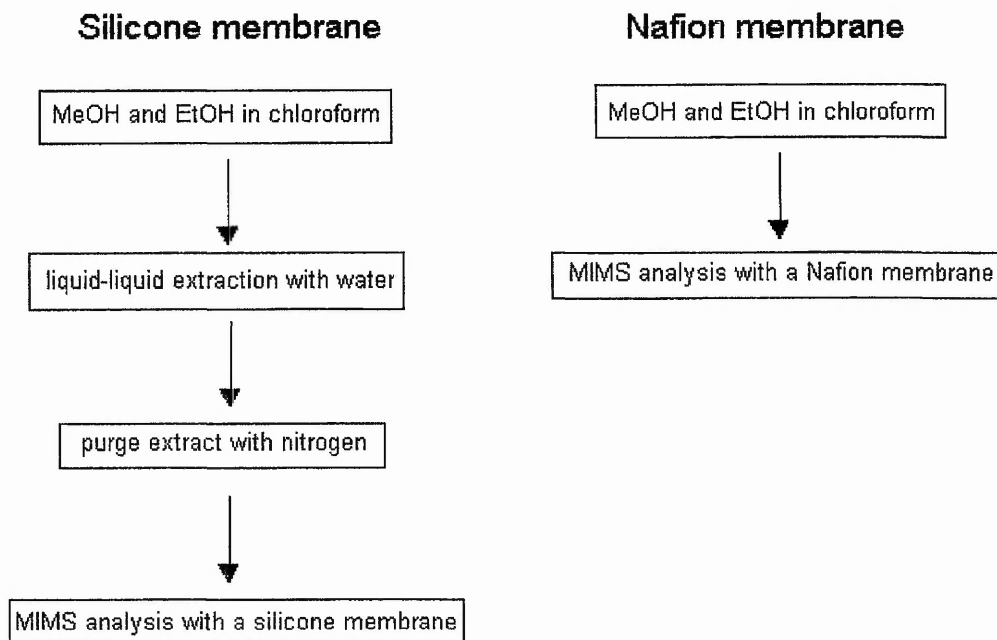 Silicone membrane
MeOH and EtOH in chloroform
liquid-liquid extraction with water
purge extract with nitrogen
MIMS analysis with a silicone membrane
Nafion membrane
MeOH and EtOH in chloroform
MIMS analysis with a Nafion membrane